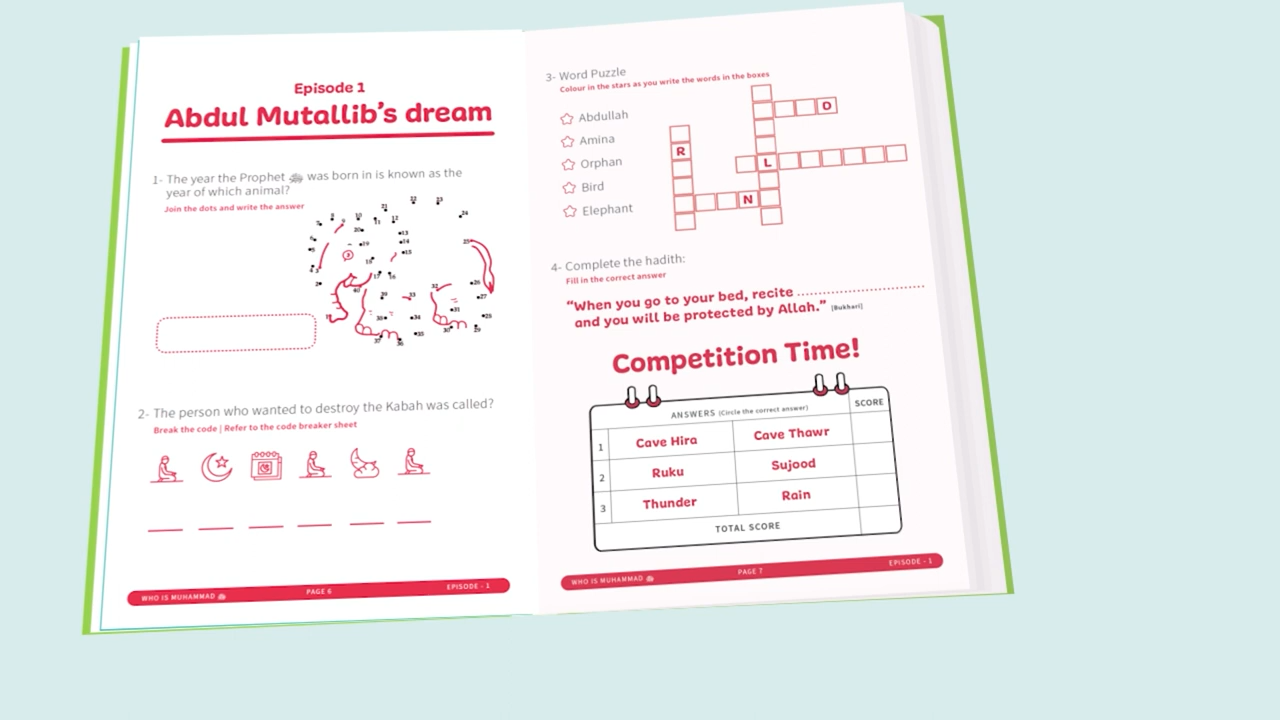 Episode 1
Abdul Mutallib's dream
1- The year the Prophet ﷺ was born in is known as the
year of which animal?
Join the dots and write the answer
2- The person who wanted to destroy the Kabah was called?
Break the code | Refer to the code breaker sheet
WHO IS MUHAMMAD ﷺ
PAGE 6
EPISODE - 1
3- Word Puzzle
Colour in the stars as you write the words in the boxes
Abdullah
Amina
Orphan
Bird
Elephant
D
R
L
N
4- Complete the hadith:
Fill in the correct answer
"When you go to your bed, recite ..............................
and you will be protected by Allah." [Bukhari]
Competition Time!
ANSWERS (Circle the correct answer) SCORE
1 Cave Hira Cave Thawr
2 Ruku Sujood
3 Thunder Rain
TOTAL SCORE
WHO IS MUHAMMAD ﷺ
PAGE 7
EPISODE - 1